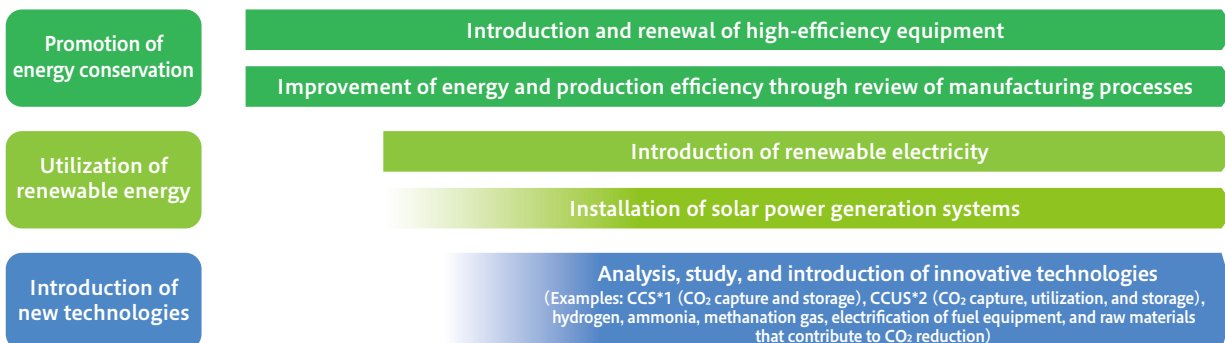 Promotion of
energy conservation
Introduction and renewal of high-efficiency equipment
Improvement of energy and production efficiency through review of manufacturing processes
Utilization of
renewable energy
Introduction of renewable electricity
Installation of solar power generation systems
Introduction of
new technologies
Analysis, study, and introduction of innovative technologies
(Examples: CCS*1 (CO₂ capture and storage), CCUS*2 (CO₂ capture, utilization, and storage),
hydrogen, ammonia, methanation gas, electrification of fuel equipment, and raw materials
that contribute to CO₂ reduction)